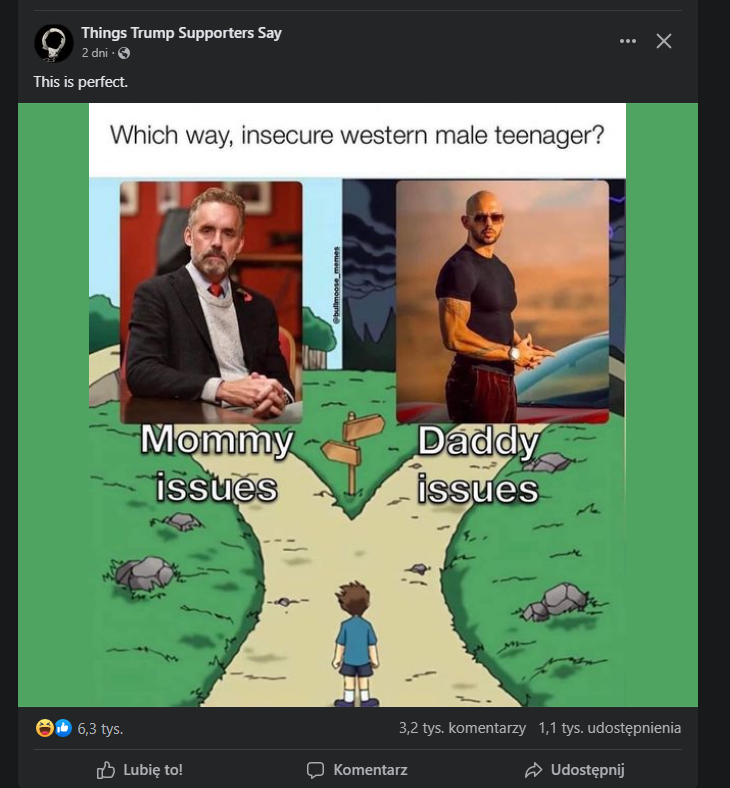 Things Trump Supporters Say
2 dni ·
This is perfect.
Which way, insecure western male teenager?
@bullmoose_memes
Mommy
issues
Daddy
issues
6,3 tys.
3,2 tys. komentarzy 1,1 tys. udostępnienia
Lubię to!
Komentarz
Udostępnij